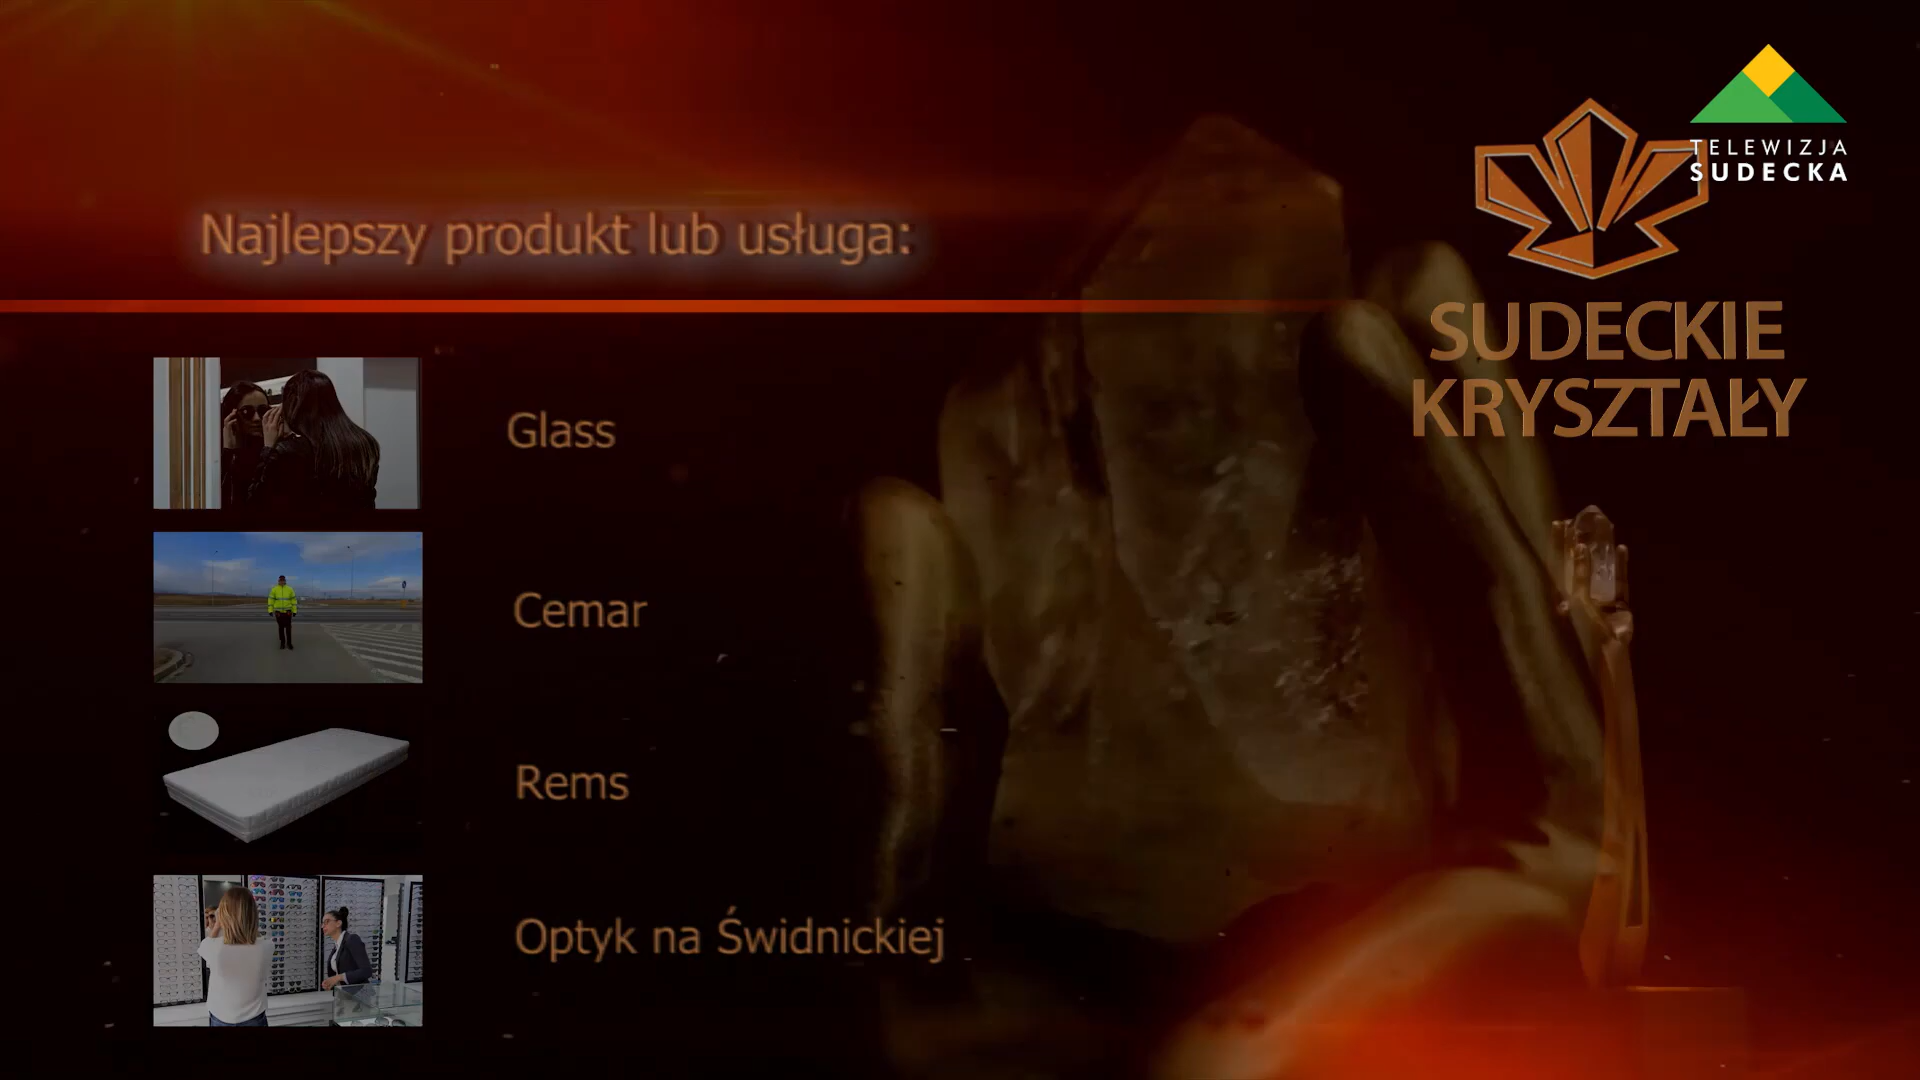 TELEWIZJA
SUDECKA
Najlepszy produkt lub usługa:
SUDECKIE
KRYSZTAŁY
Glass
Cemar
Rems
Optyk na Świdnickiej